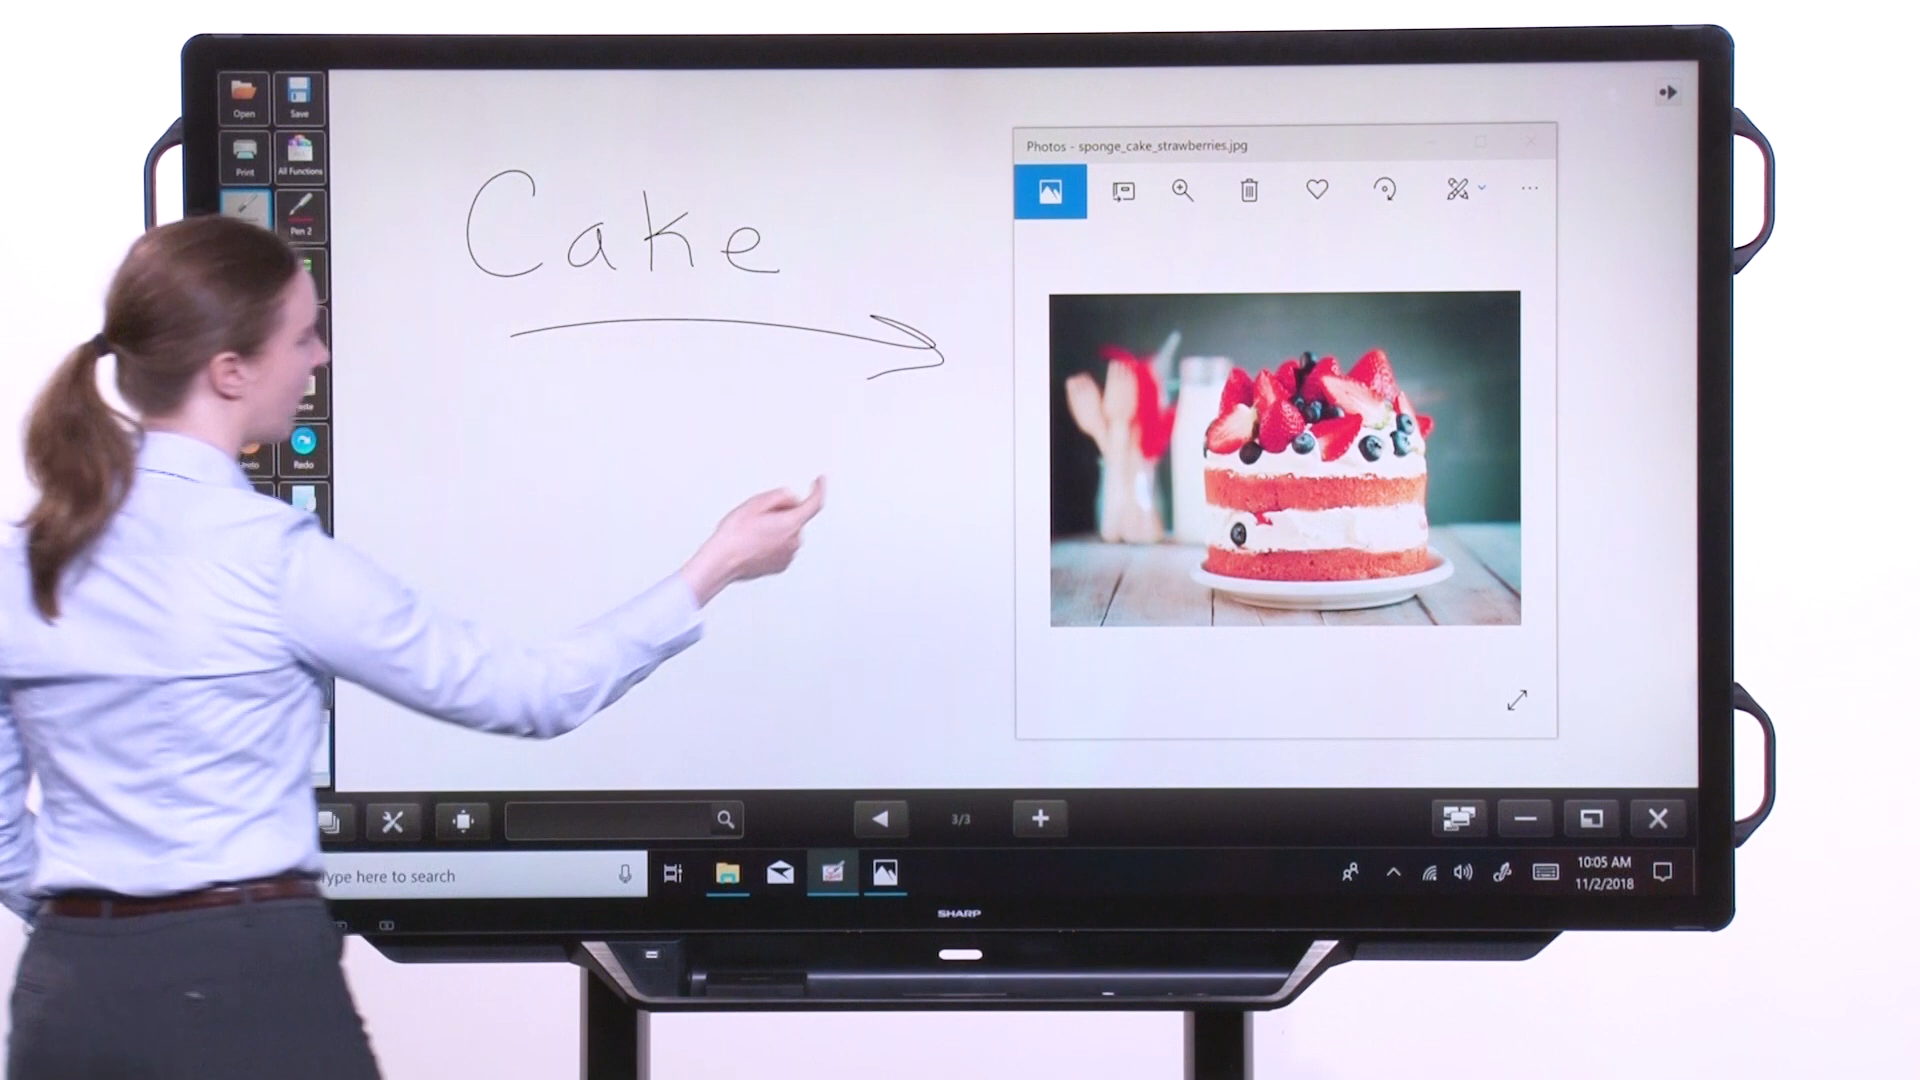 Open Save
Print All Functions
Pen 2
Redo
Cake
Photos - sponge_cake_strawberries.jpg
3/3
Type here to search
10:05 AM
11/2/2018
SHARP